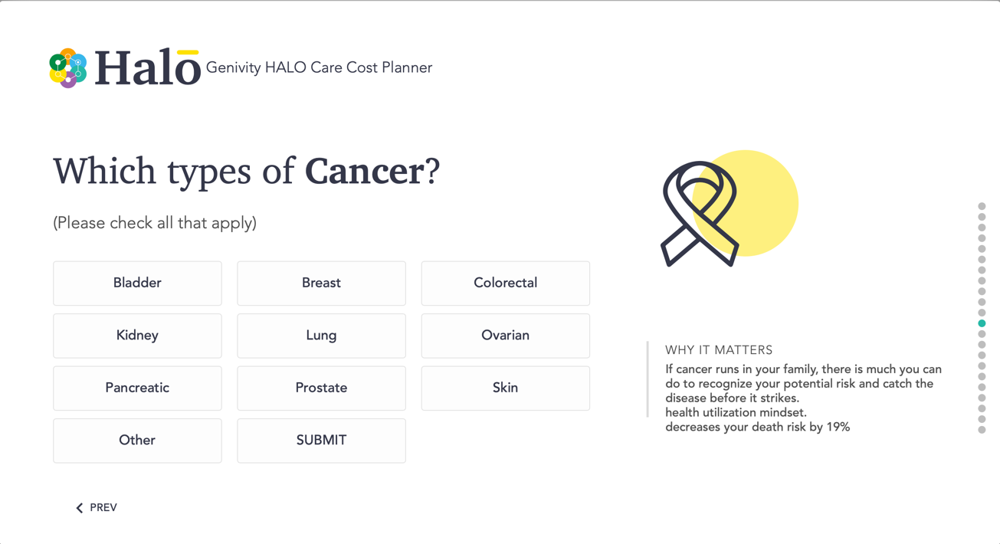 Halo Genivity HALO Care Cost Planner
Which types of Cancer?
(Please check all that apply)
Bladder
Breast
Colorectal
Kidney
Lung
Ovarian
Pancreatic
Prostate
Skin
Other
SUBMIT
PREV
WHY IT MATTERS
If cancer runs in your family, there is much you can
do to recognize your potential risk and catch the
disease before it strikes.
health utilization mindset.
decreases your death risk by 19%